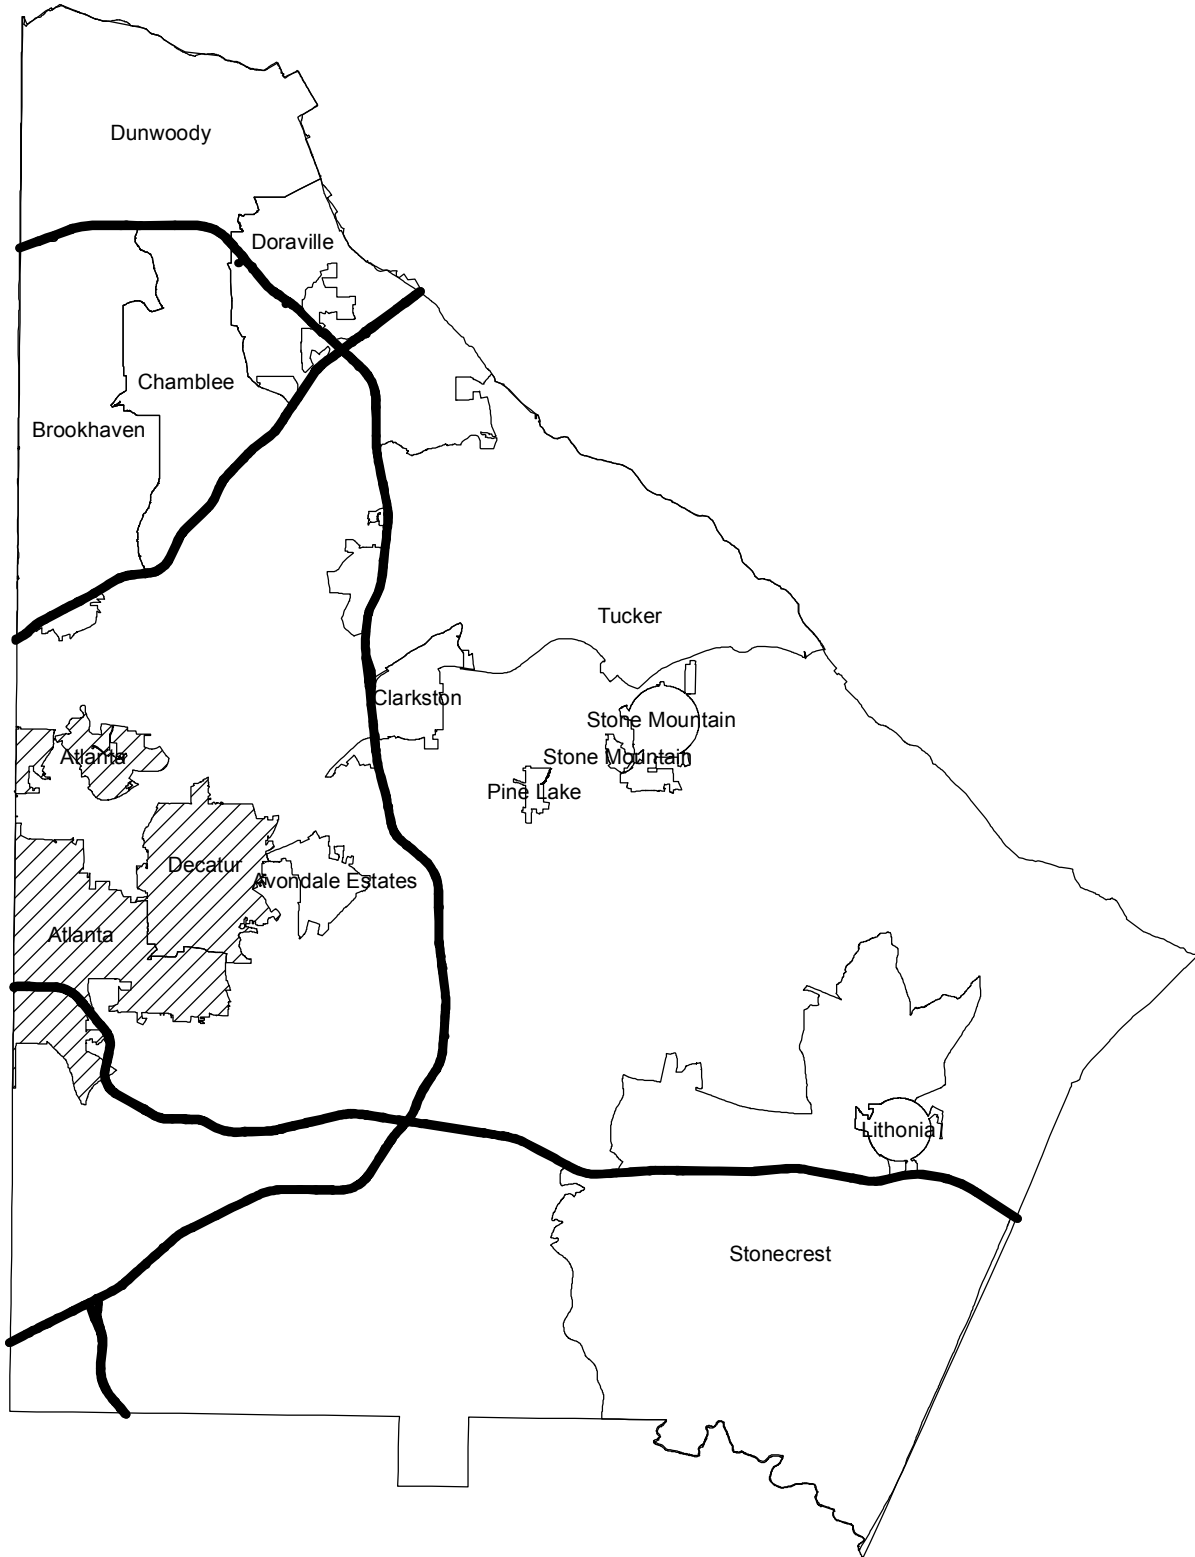 Dunwoody
Doraville
Chamblee
Brookhaven
Tucker
Clarkston
Stone Mountain
Atlanta
Stone Mountain
Pine Lake
Decatur
Avondale Estates
Atlanta
Lithonia
Stonecrest